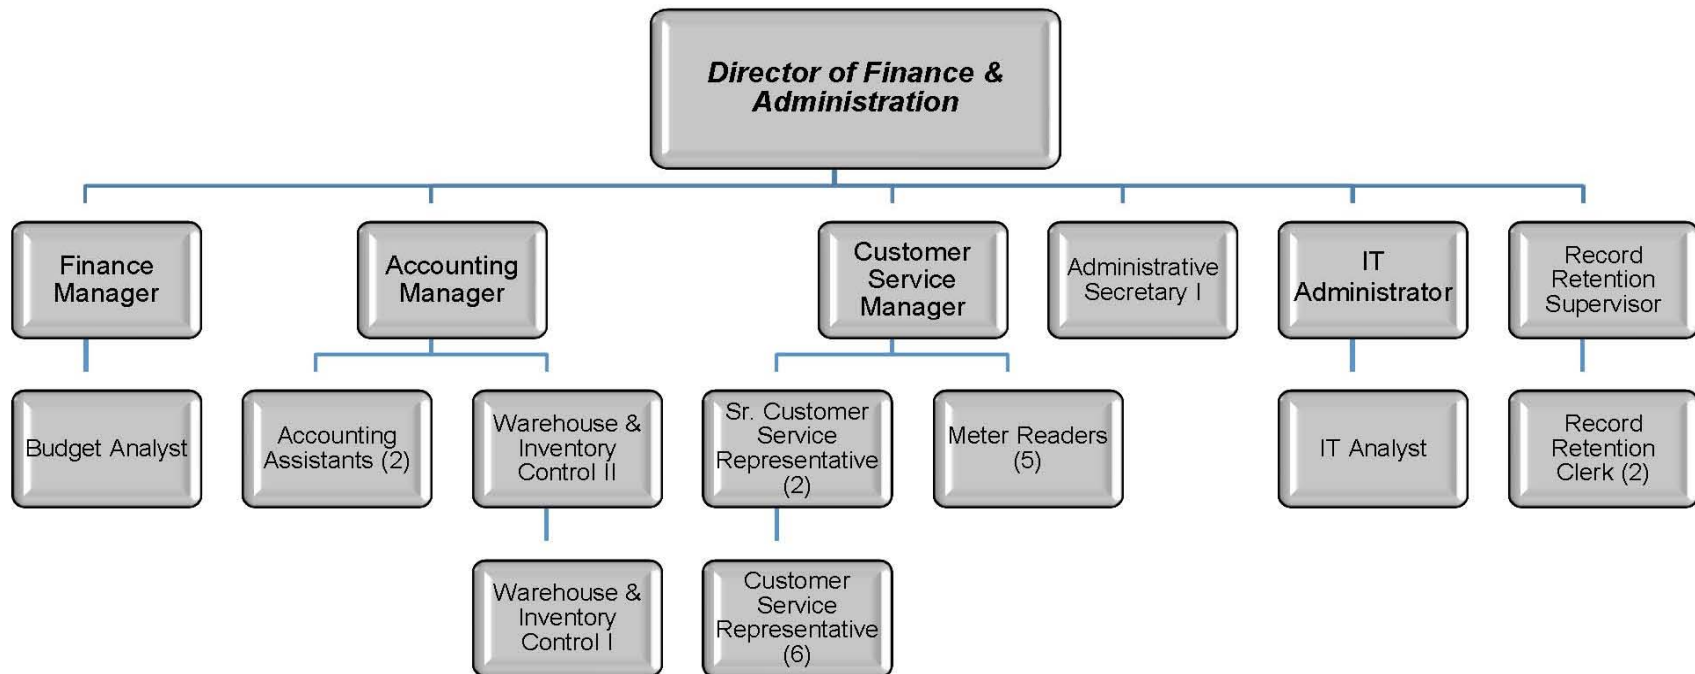 Director of Finance &
Administration
Finance
Manager
Accounting
Manager
Customer
Service
Manager
Administrative
Secretary I
IT
Administrator
Record
Retention
Supervisor
Budget Analyst
Accounting
Assistants (2)
Warehouse &
Inventory
Control II
Sr. Customer
Service
Representative
(2)
Meter Readers
(5)
IT Analyst
Record
Retention
Clerk (2)
Warehouse &
Inventory
Control I
Customer
Service
Representative
(6)